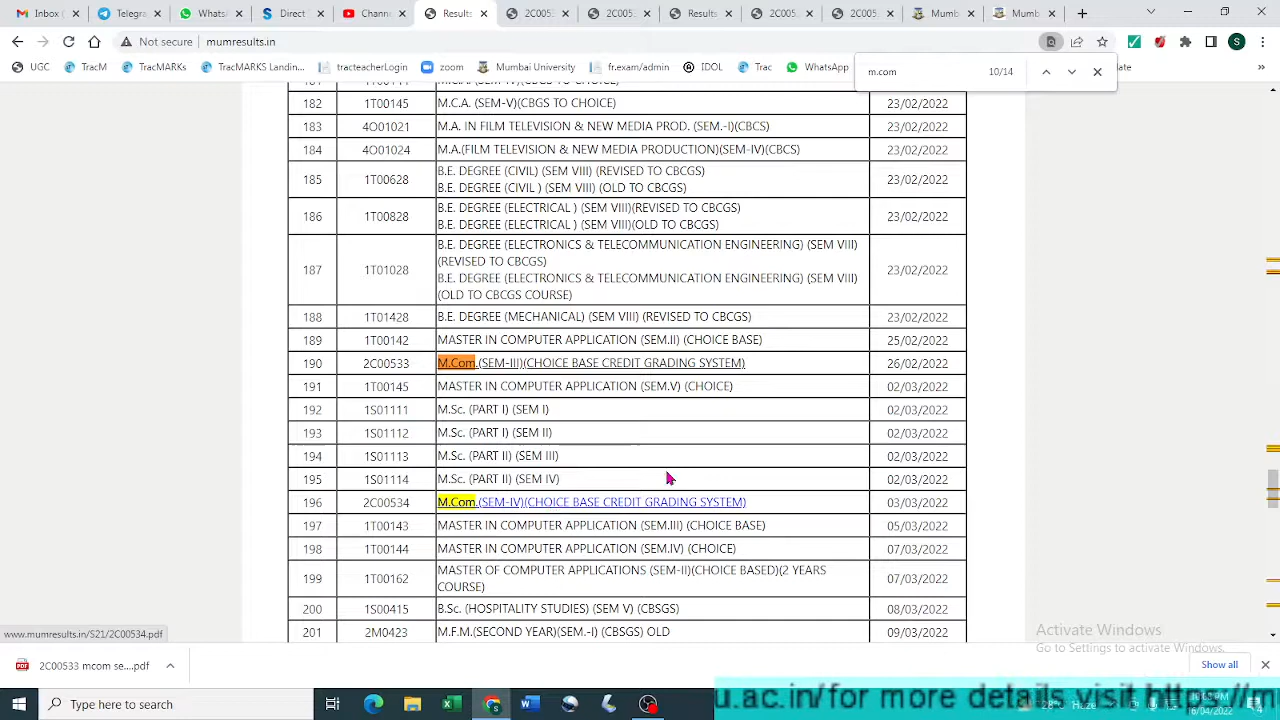 Inbox (
Telegra
WhatsA
Direct I
Channe
Results
2C0053
2C0053
Results
2C0053
2C0053
Mumb
Mumb
Not secure
mumresults.in
UGC
TracM
TracMARKs
TracMARKS Landin...
tracteacherLogin
zoom
Mumbai University
fr.exam/admin
IDOL
Trac
WhatsApp
m.com
10/14
182 1T00145 M.C.A. (SEM-V)(CBGS TO CHOICE) 23/02/2022
183 4O01021 M.A. IN FILM TELEVISION & NEW MEDIA PROD. (SEM.-I)(CBCS) 23/02/2022
184 4O01024 M.A.(FILM TELEVISION & NEW MEDIA PRODUCTION)(SEM-IV)(CBCS) 23/02/2022
185 1T00628 B.E. DEGREE (CIVIL) (SEM VIII) (REVISED TO CBCGS) 23/02/2022
B.E. DEGREE (CIVIL ) (SEM VIII) (OLD TO CBCGS)
186 1T00828 B.E. DEGREE (ELECTRICAL ) (SEM VIII)(REVISED TO CBCGS) 23/02/2022
B.E. DEGREE (ELECTRICAL ) (SEM VIII)(OLD TO CBCGS)
187 1T01028 B.E. DEGREE (ELECTRONICS & TELECOMMUNICATION ENGINEERING) (SEM VIII) 23/02/2022
(REVISED TO CBCGS)
B.E. DEGREE (ELECTRONICS & TELECOMMUNICATION ENGINEERING) (SEM VIII)
(OLD TO CBCGS COURSE)
188 1T01428 B.E. DEGREE (MECHANICAL) (SEM VIII) (REVISED TO CBCGS) 23/02/2022
189 1T00142 MASTER IN COMPUTER APPLICATION (SEM.II) (CHOICE BASE) 25/02/2022
190 2C00533 M.Com.(SEM-III)(CHOICE BASE CREDIT GRADING SYSTEM) 26/02/2022
191 1T00145 MASTER IN COMPUTER APPLICATION (SEM.V) (CHOICE) 02/03/2022
192 1S01111 M.Sc. (PART I) (SEM I) 02/03/2022
193 1S01112 M.Sc. (PART I) (SEM II) 02/03/2022
194 1S01113 M.Sc. (PART II) (SEM III) 02/03/2022
195 1S01114 M.Sc. (PART II) (SEM IV) 02/03/2022
196 2C00534 M.Com.(SEM-IV)(CHOICE BASE CREDIT GRADING SYSTEM) 03/03/2022
197 1T00143 MASTER IN COMPUTER APPLICATION (SEM.III) (CHOICE BASE) 05/03/2022
198 1T00144 MASTER IN COMPUTER APPLICATION (SEM.IV) (CHOICE) 07/03/2022
199 1T00162 MASTER OF COMPUTER APPLICATIONS (SEM-II)(CHOICE BASED)(2 YEARS 07/03/2022
COURSE)
200 1S00415 B.Sc. (HOSPITALITY STUDIES) (SEM V) (CBSGS) 08/03/2022
201 2M0423 M.F.M.(SECOND YEAR)(SEM.-I) (CBSGS) OLD 09/03/2022
www.mumresults.in/S21/2C00534.pdf
Activate Windows
Go to Settings to activate Windows.
2C00533 mcom se....pdf
Show all
Type here to search
u.ac.in/for more details visit https://m
16/04/2022